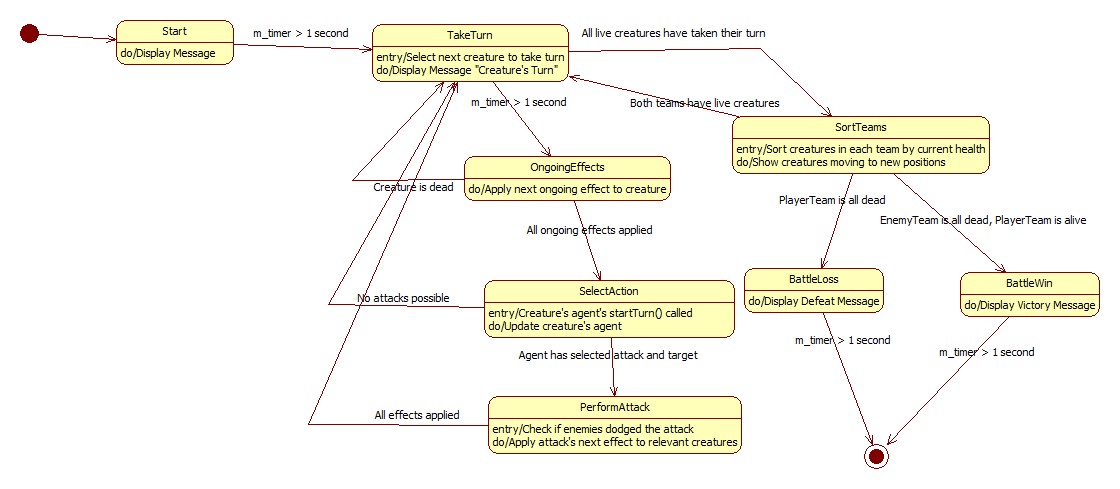 Start
do/Display Message
m_timer > 1 second
TakeTurn
entry/Select next creature to take turn
do/Display Message "Creature's Turn"
All live creatures have taken their turn
m_timer > 1 second
Both teams have live creatures
SortTeams
entry/Sort creatures in each team by current health
do/Show creatures moving to new positions
OngoingEffects
do/Apply next ongoing effect to creature
Creature is dead
PlayerTeam is all dead
EnemyTeam is all dead, PlayerTeam is alive
All ongoing effects applied
BattleLoss
do/Display Defeat Message
BattleWin
do/Display Victory Message
SelectAction
entry/Creature's agent's startTurn() called
do/Update creature's agent
No attacks possible
m_timer > 1 second
m_timer > 1 second
Agent has selected attack and target
PerformAttack
entry/Check if enemies dodged the attack
do/Apply attack's next effect to relevant creatures
All effects applied